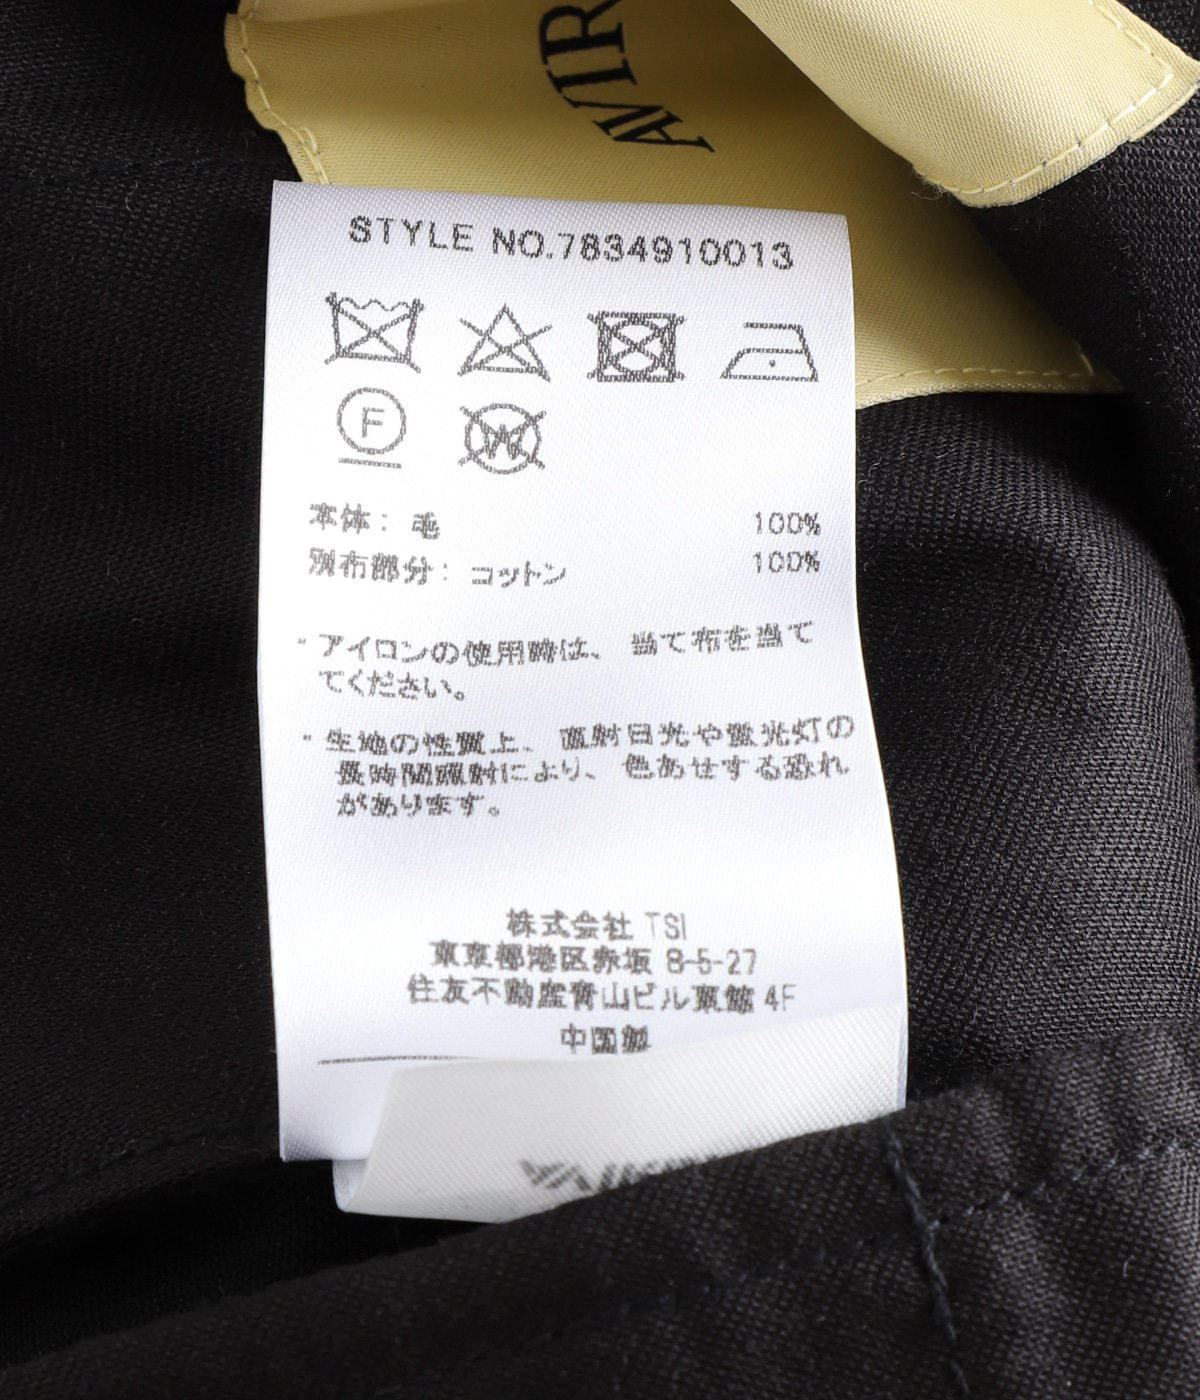 AVIR
STYLE NO.7834910013
F
W
本体: 毛 100%
別布部分: コットン 100%
・アイロンの使用時は、当て布を当て
てください。
・生地の性質上、直射日光や蛍光灯の
長時間照射により、色あせする恐れ
があります。
株式会社 TSI
東京都港区赤坂 8-5-27
住友不動産青山ビル東館 4F
中国製